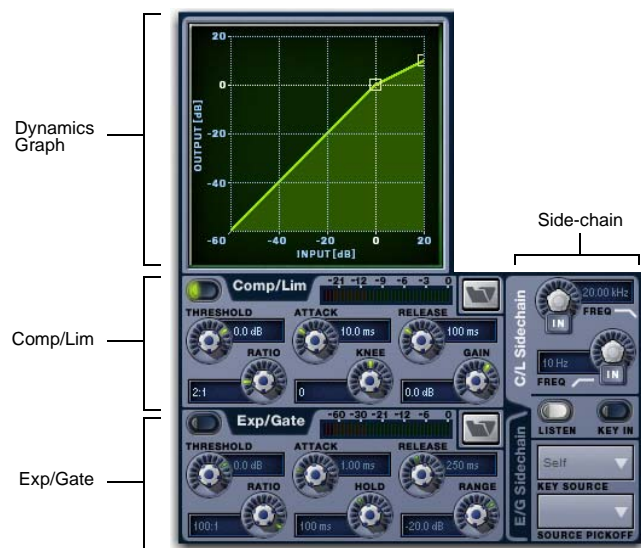 Dynamics
Graph
20
0
-20
-40
-60
-40
-20
0
20
OUTPUT [dB]
INPUT [dB]
Side-chain
Comp/Lim
Comp/Lim
-21 -12 -9 -6 -3 0
THRESHOLD
0.0 dB
ATTACK
10.0 ms
RELEASE
100 ms
RATIO
2:1
KNEE
0
GAIN
0.0 dB
C/L Sidechain
20.00 kHz
FREQ
IN
10 Hz
FREQ
IN
LISTEN
KEY IN
Exp/Gate
Exp/Gate
-60 -30 -21 -12 -6 0
THRESHOLD
0.0 dB
ATTACK
1.00 ms
RELEASE
250 ms
RATIO
100:1
HOLD
100 ms
RANGE
-20.0 dB
E/G Sidechain
Self
KEY SOURCE
SOURCE PICKOFF